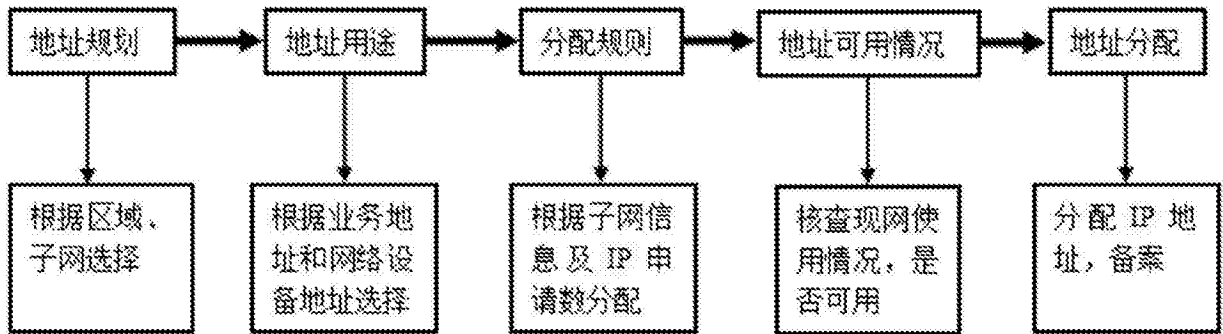 地址规划
地址用途
分配规则
地址可用情况
地址分配
根据区域、
子网选择
根据业务地
址和网络设
备地址选择
根据子网信
息及 IP 申
请数分配
核查现网使
用情况，是
否可用
分配 IP 地
址，备案